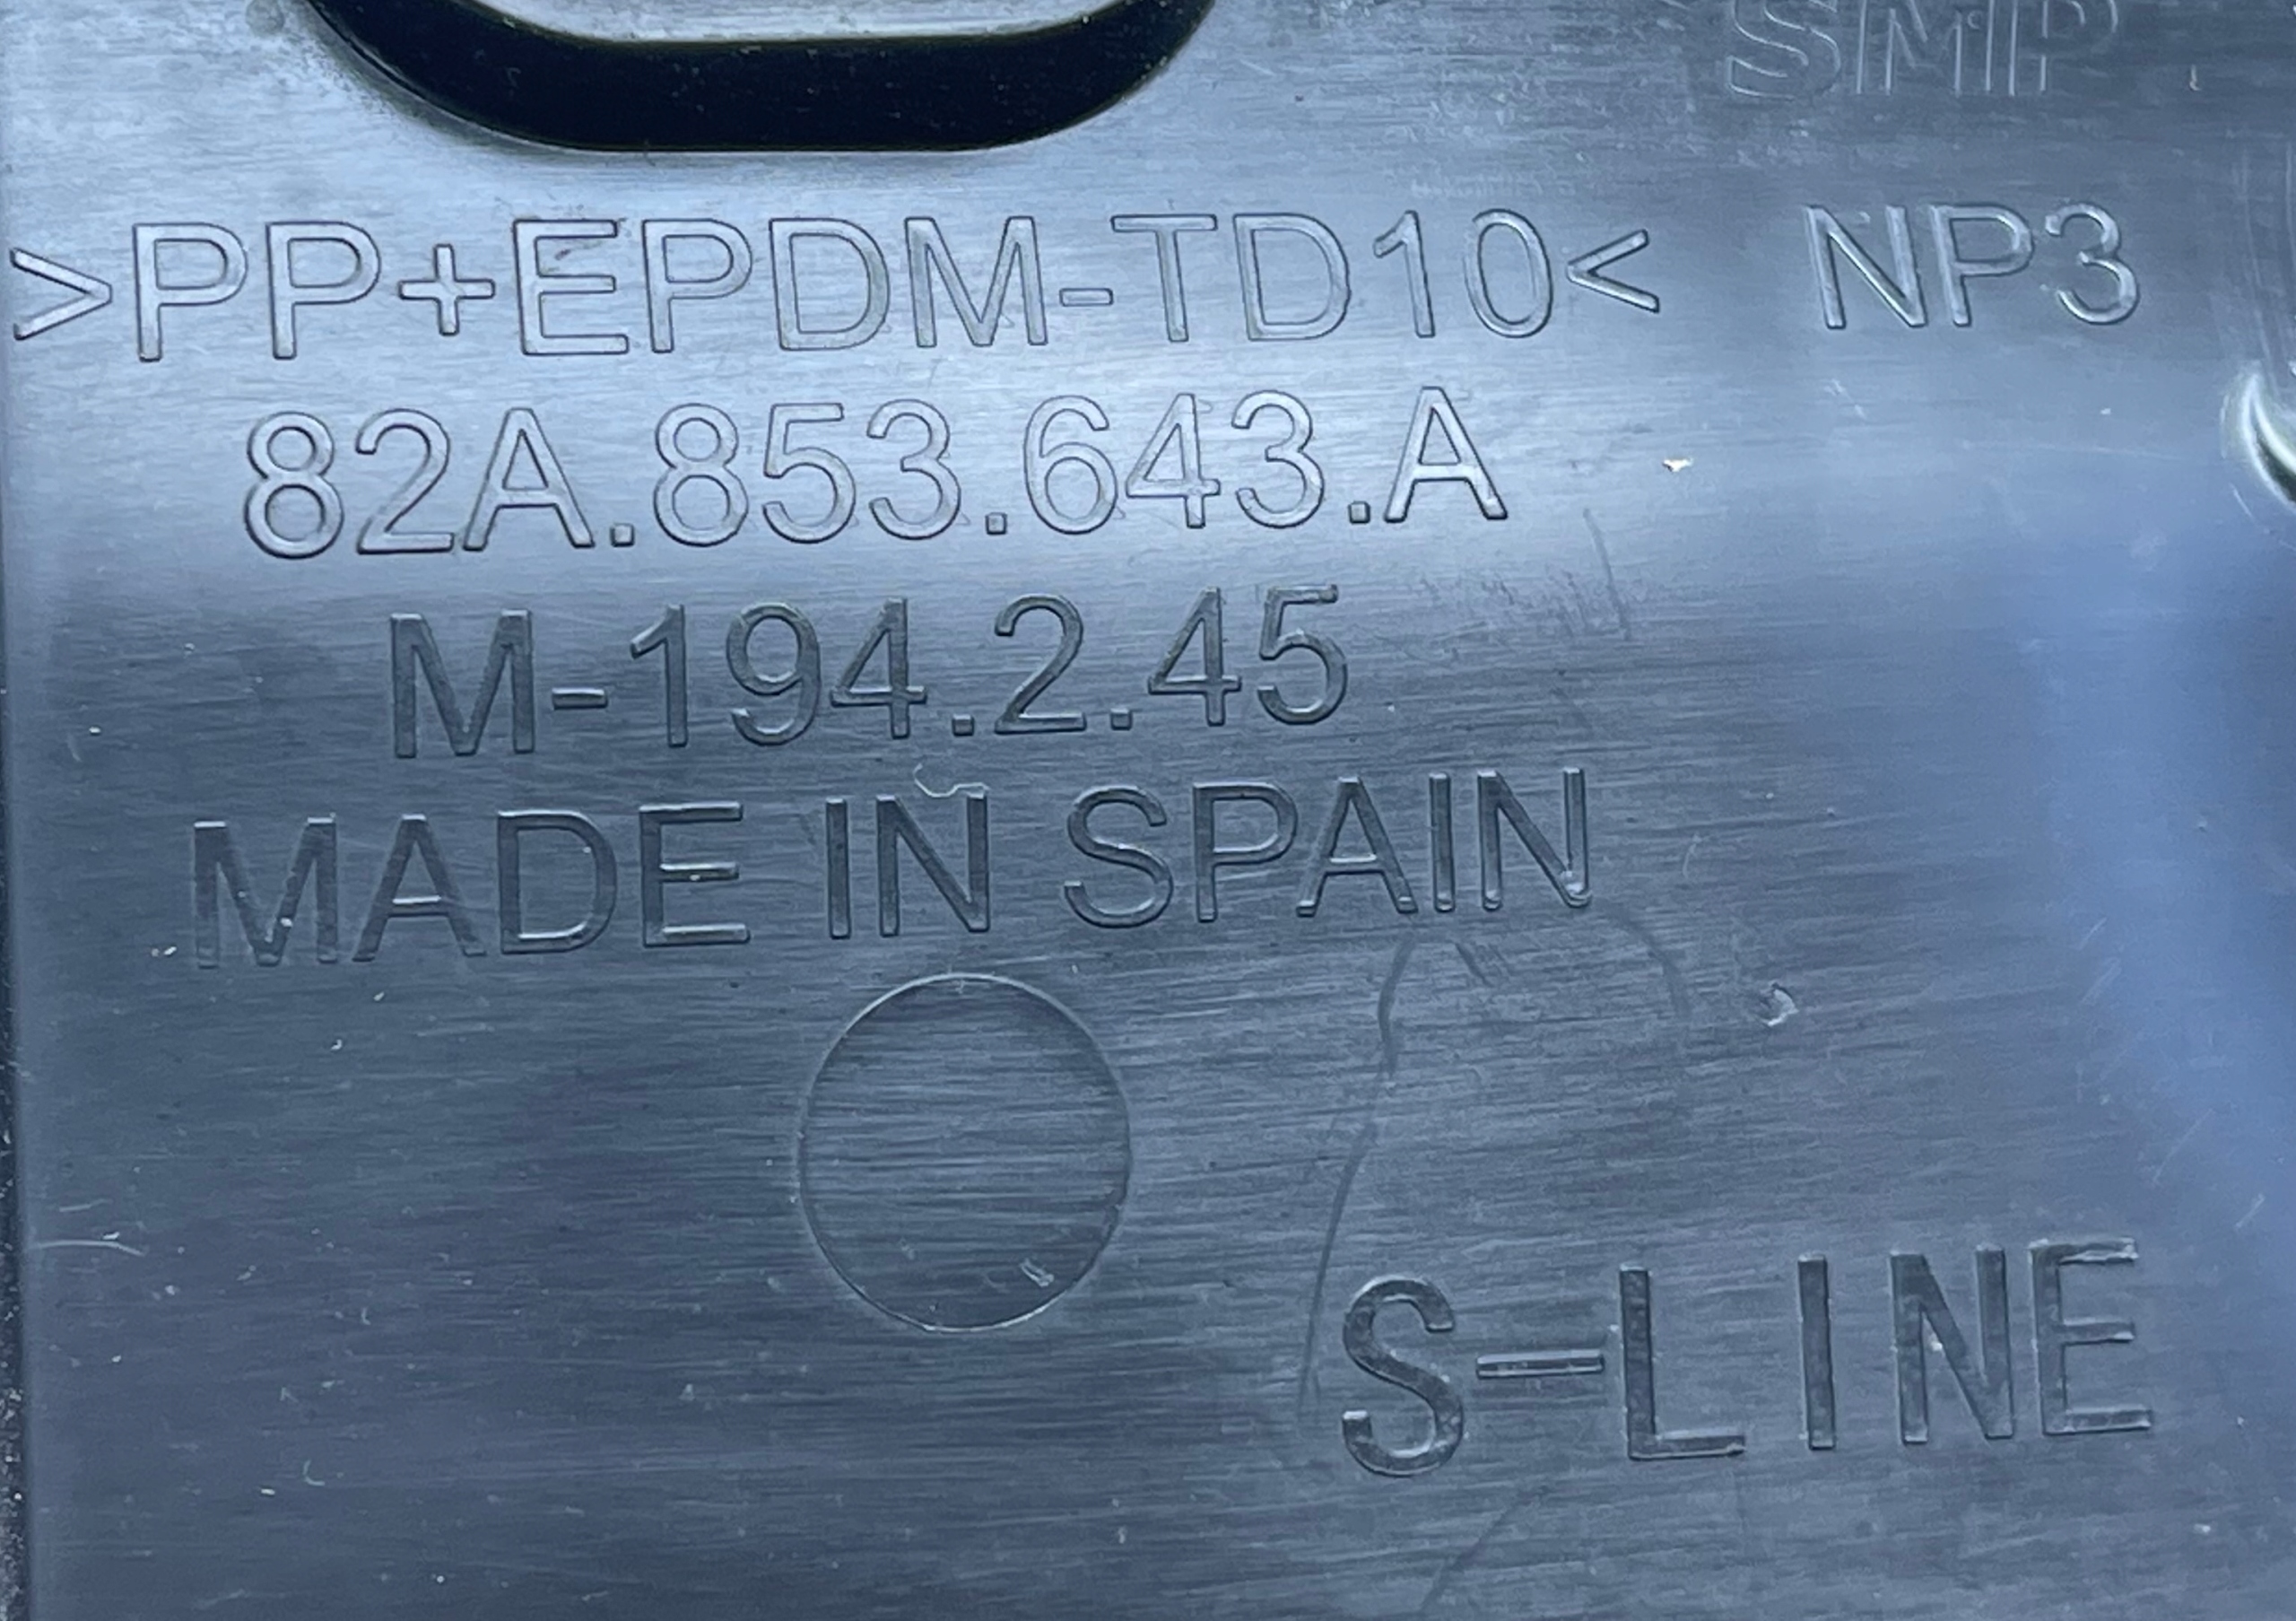 SMP
>PP+EPDM-TD10< NP3
82A.853.643.A
M-194.2.45
MADE IN SPAIN
S-LINE